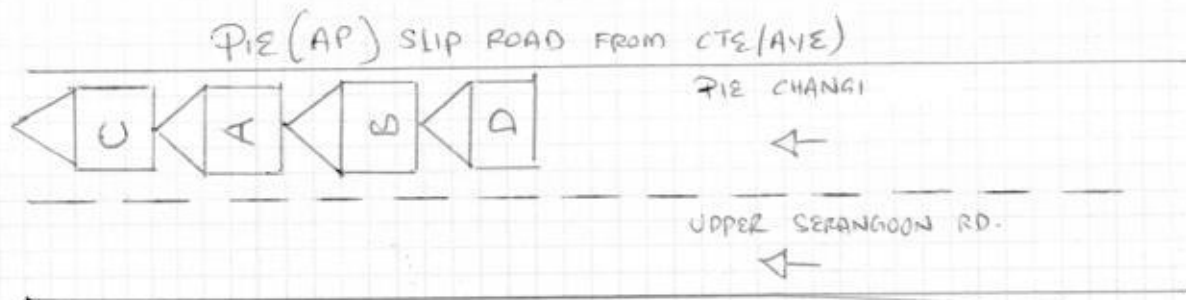 PIE (AP) SLIP ROAD FROM CTE/AYE)
PIE CHANGI
C A B D
UPPER SERANGOON RD.